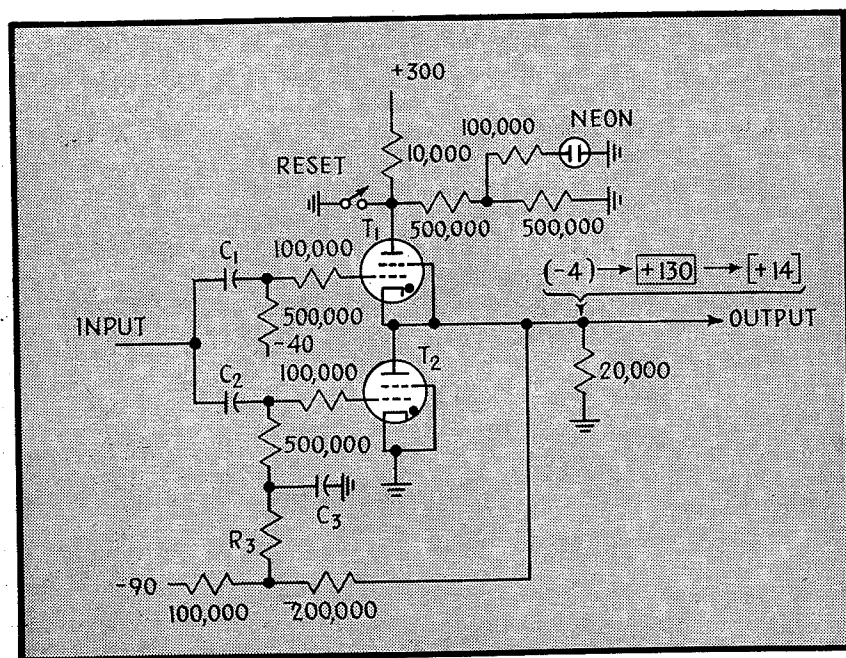 +300
100,000
NEON
10,000
RESET
500,000
500,000
T1
C1
100,000
(-4) → +130 → [+14]
INPUT
500,000
-40
OUTPUT
T2
C2
100,000
20,000
500,000
C3
R3
-90
100,000
200,000